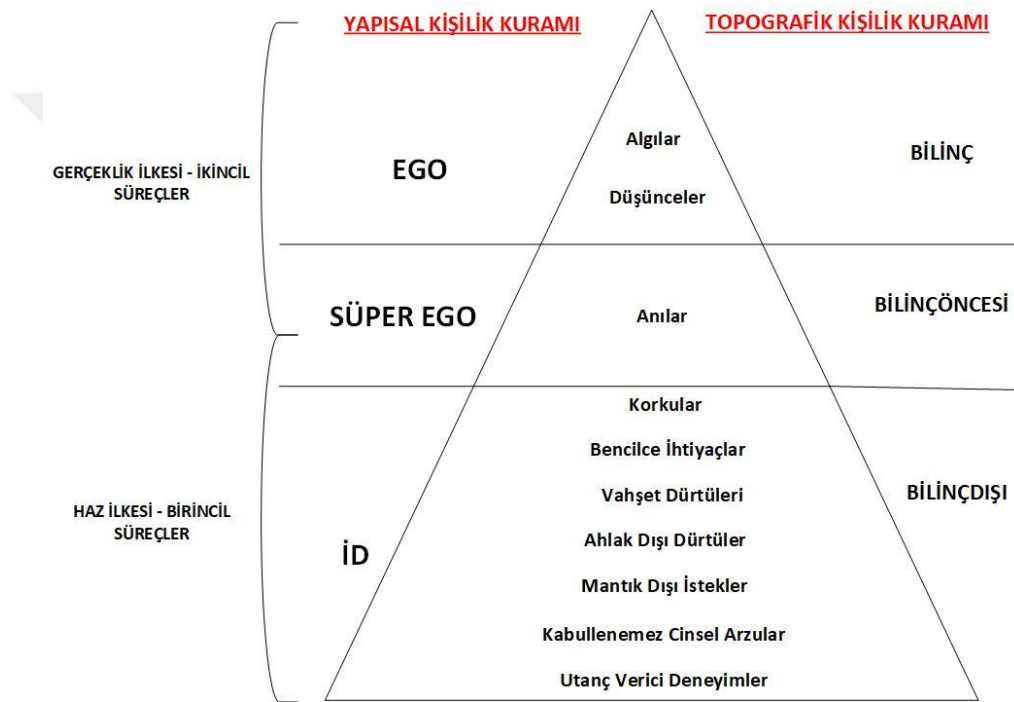 YAPISAL KİŞİLİK KURAMI
TOPOGRAFİK KİŞİLİK KURAMI
GERÇEKLİK İLKESİ - İKİNCİL
SÜREÇLER
EGO
Algılar
Düşünceler
BİLİNÇ
SÜPER EGO
Anılar
BİLİNÇÖNCESİ
HAZ İLKESİ - BİRİNCİL
SÜREÇLER
İD
Korkular
Bencilce İhtiyaçlar
Vahşet Dürtüleri
Ahlak Dışı Dürtüler
Mantık Dışı İstekler
Kabullenemez Cinsel Arzular
Utanç Verici Deneyimler
BİLİNÇDIŞI